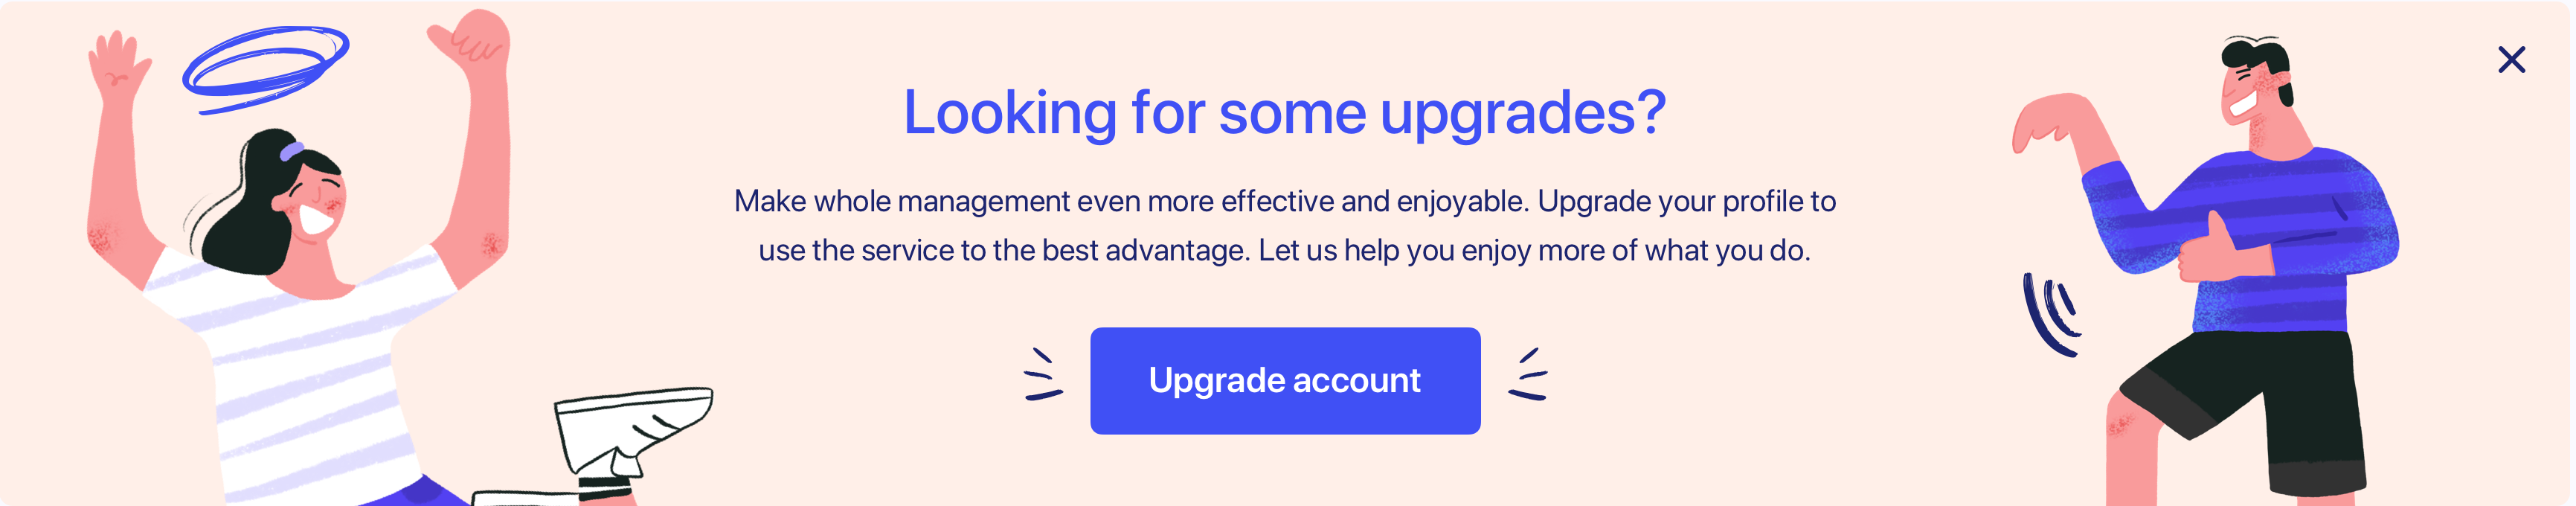 Looking for some upgrades?
Make whole management even more effective and enjoyable. Upgrade your profile to
use the service to the best advantage. Let us help you enjoy more of what you do.
Upgrade account